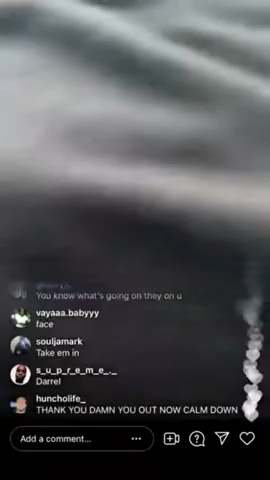 You know what's going on they on u
vayaaa.babyyy
face
souljamark
Take em in
s_u_p_r_e_m_e_._
Darrel
huncholife_
THANK YOU DAMN YOU OUT NOW CALM DOWN
Add a comment...